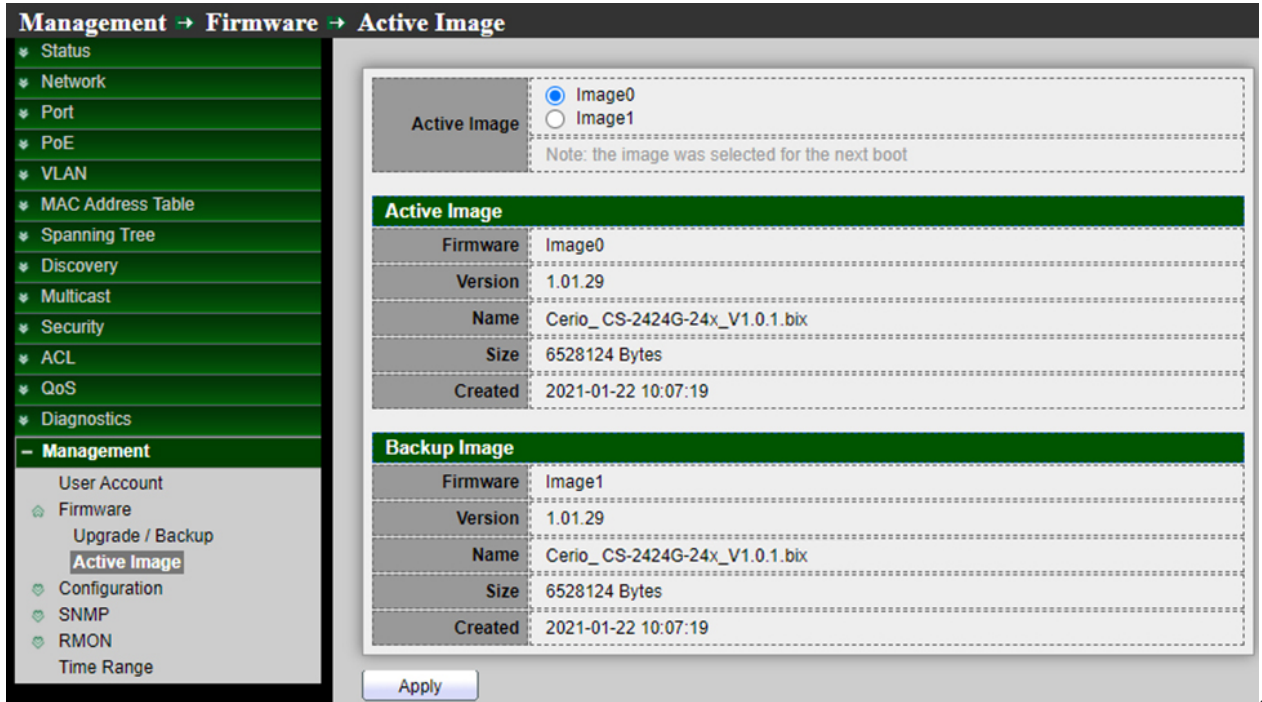 Management → Firmware → Active Image
Status
Network
Port
PoE
VLAN
MAC Address Table
Spanning Tree
Discovery
Multicast
Security
ACL
QoS
Diagnostics
– Management
User Account
Firmware
Upgrade / Backup
Active Image
Configuration
SNMP
RMON
Time Range
Active Image
Image0
Image1
Note: the image was selected for the next boot
Active Image
Firmware Image0
Version 1.01.29
Name Cerio_ CS-2424G-24x_V1.0.1.bix
Size 6528124 Bytes
Created 2021-01-22 10:07:19
Backup Image
Firmware Image1
Version 1.01.29
Name Cerio_ CS-2424G-24x_V1.0.1.bix
Size 6528124 Bytes
Created 2021-01-22 10:07:19
Apply